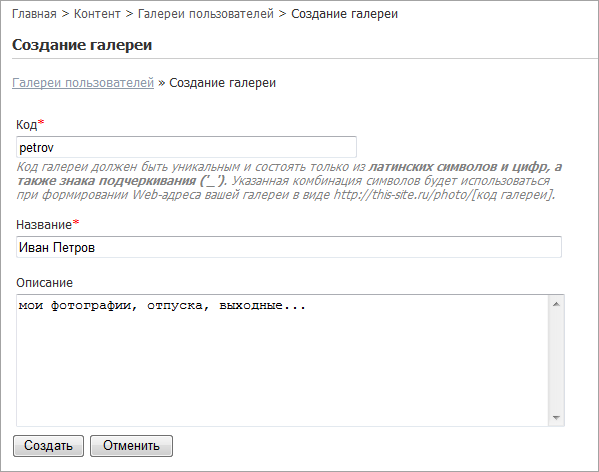 Главная > Контент > Галереи пользователей > Создание галереи
Создание галереи
Галереи пользователей » Создание галереи
Код*
petrov
Код галереи должен быть уникальным и состоять только из латинских символов и цифр, а
также знака подчеркивания ('_'). Указанная комбинация символов будет использоваться
при формировании Web-адреса вашей галереи в виде http://this-site.ru/photo/[код галереи].
Название*
Иван Петров
Описание
мои фотографии, отпуска, выходные...
Создать Отменить